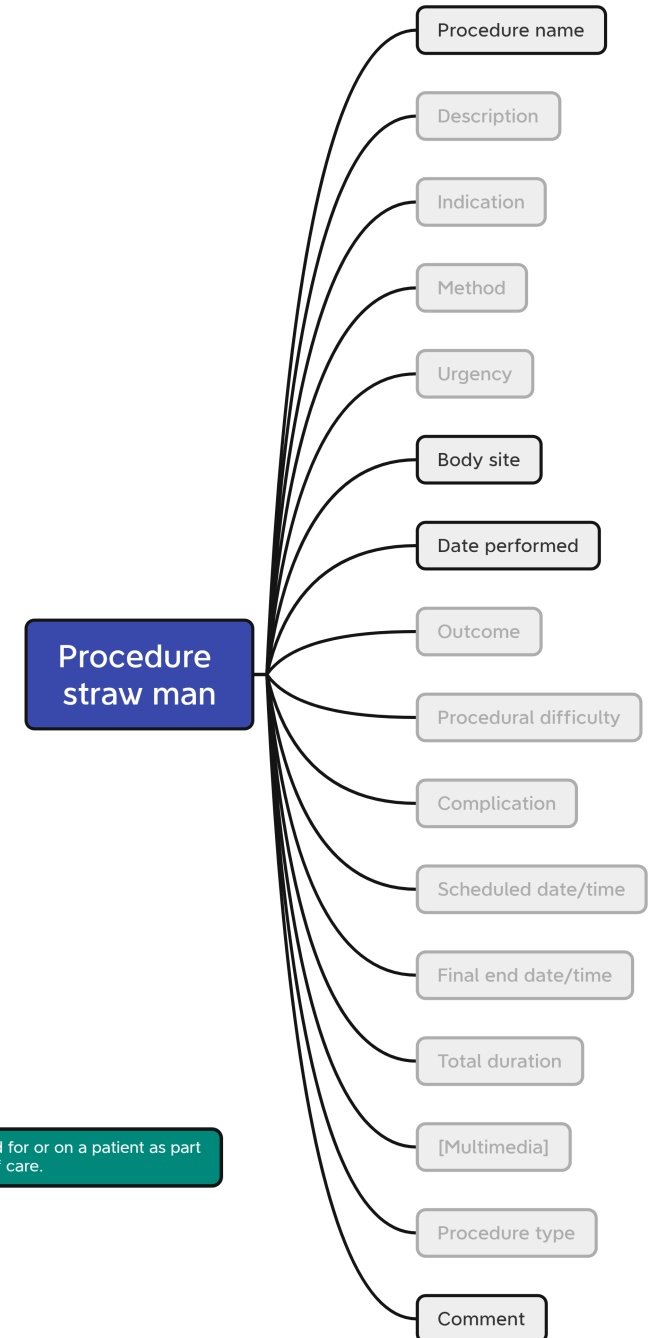 Procedure name
Description
Indication
Method
Urgency
Body site
Date performed
Outcome
Procedure
straw man
Procedural difficulty
Complication
Scheduled date/time
Final end date/time
Total duration
for or on a patient as part
care.
[Multimedia]
Procedure type
Comment